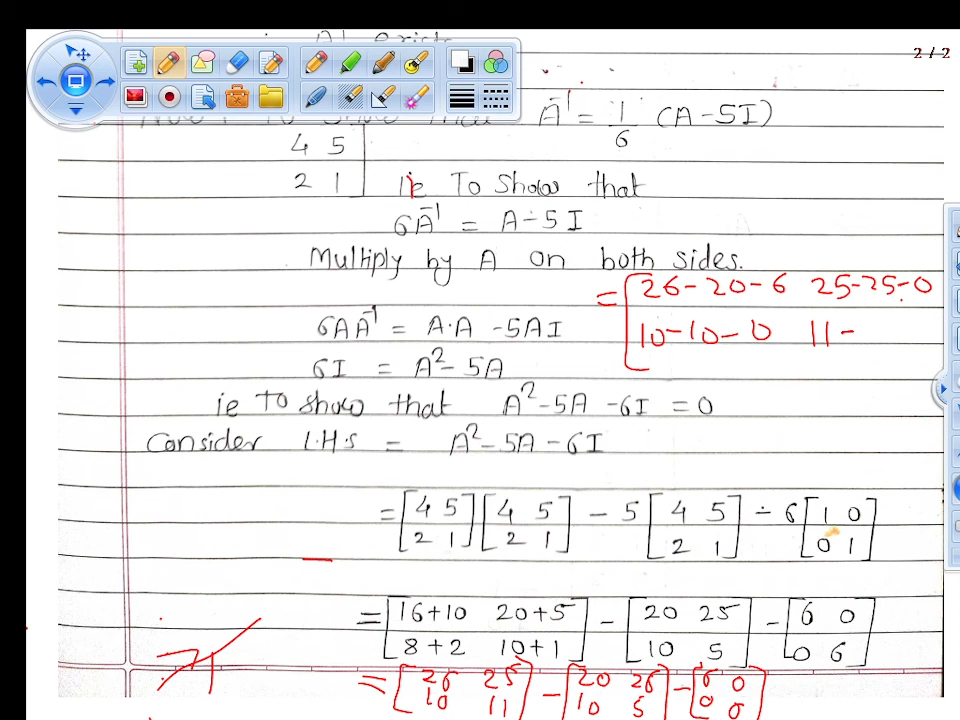 2 / 2
A⁻¹ = 1/6 (A - 5I)
4 5
2 1 ie To Show that
6A⁻¹ = A - 5I
Multiply by A on both sides.
= [26-20-6 25-25-0
10-10-0 11-
6AA⁻¹ = A·A - 5AI
6I = A² - 5A
ie To show that A² - 5A - 6I = 0
Consider L.H.S = A² - 5A - 6I
= [4 5 [4 5 - 5 [4 5 - 6 [1 0
2 1] 2 1] 2 1] 0 1]
= [16+10 20+5 - [20 25 - [6 0
8+2 10+1] 10 5] 0 6]
= [26 25 - [20 26 - [6 0
10 11 10 5 0 0